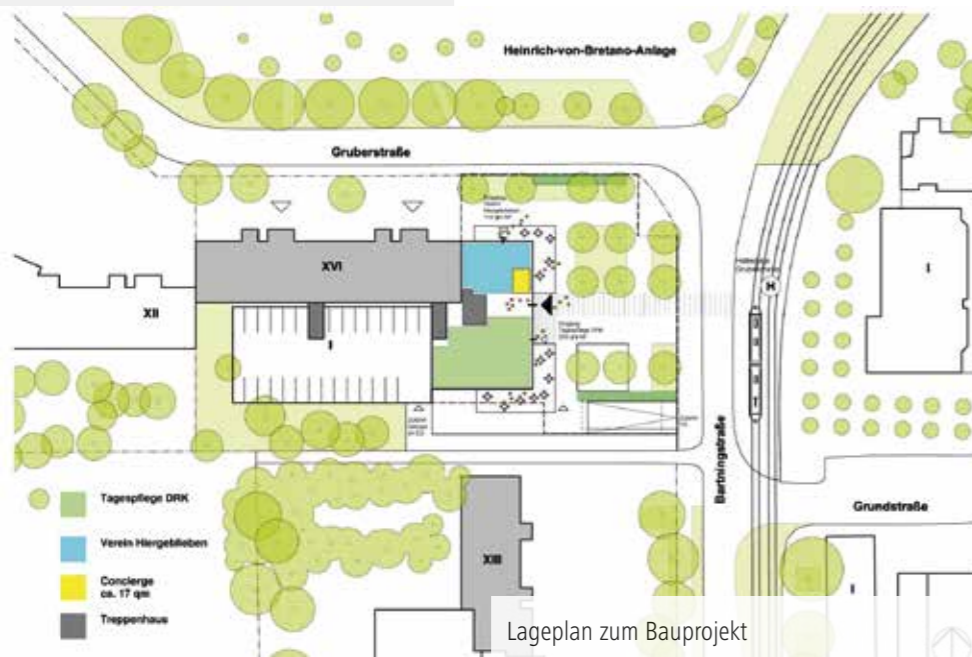 Heinrich-von-Bretano-Anlage
Gruberstraße
XVI
XII
I
I
H
Bartningstraße
Grundstraße
XIII
I
Tagespflege DRK
Verein Hiergeblieben
Concierge
ca. 17 qm
Treppenhaus
Lageplan zum Bauprojekt